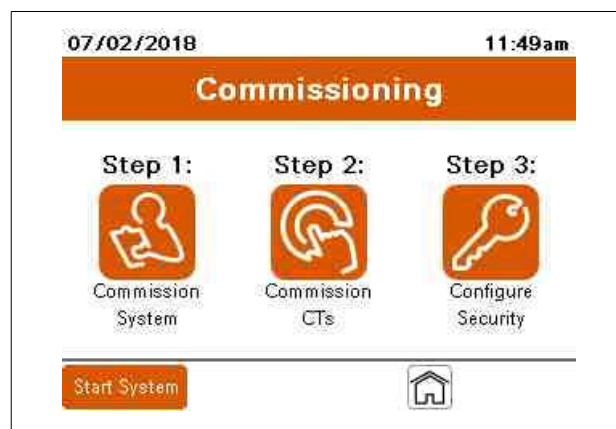 07/02/2018 11:49am
Commissioning
Step 1: Step 2: Step 3:
Commission Commission Configure
System CTs Security
Start System